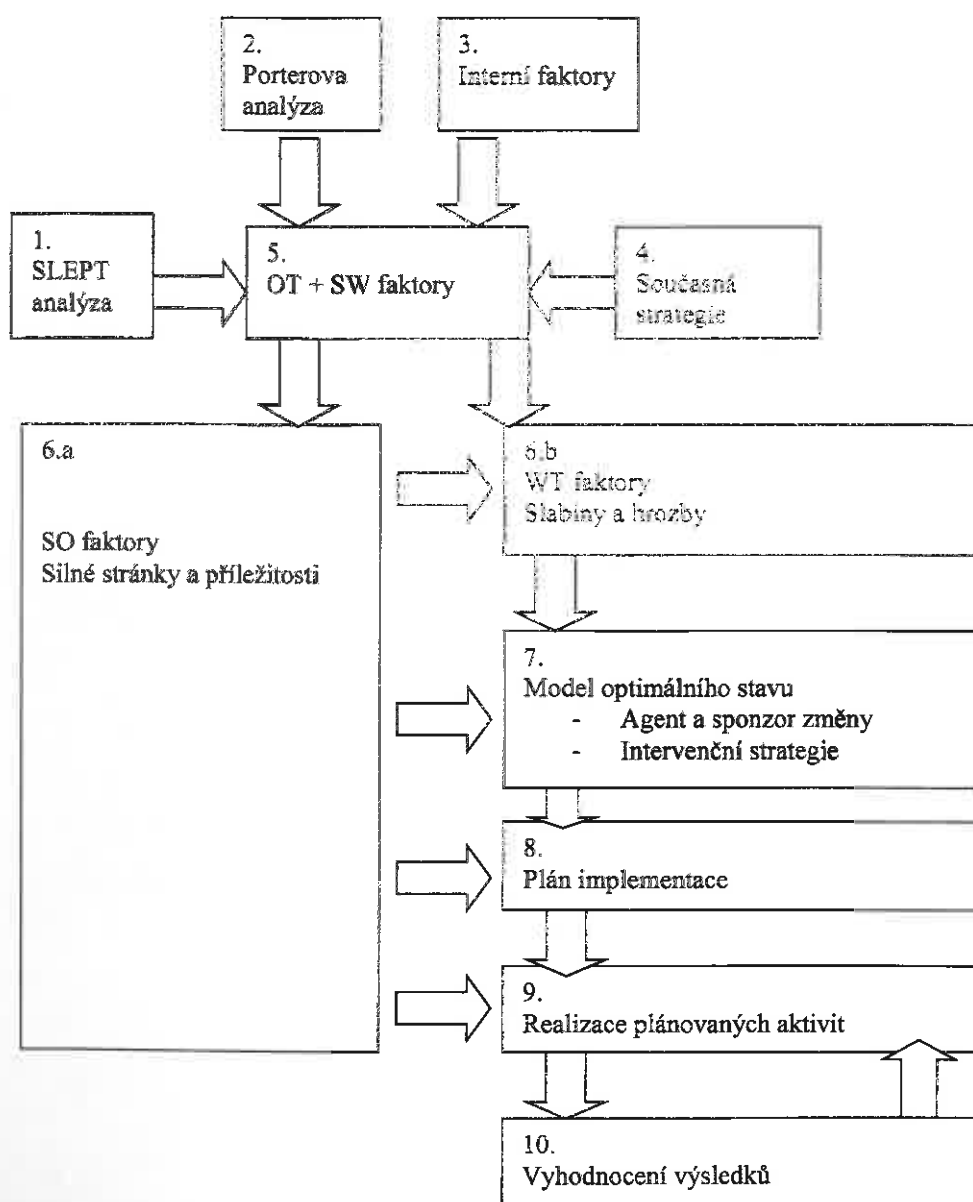 2.
Porterova
analýza
3.
Interní faktory
1.
SLEPT
analýza
5.
OT + SW faktory
4.
Současná
strategie
6.a
SO faktory
Silné stránky a příležitosti
6.b
WT faktory
Slabiny a hrozby
7.
Model optimálního stavu
- Agent a sponzor změny
- Intervenční strategie
8.
Plán implementace
9.
Realizace plánovaných aktivit
10.
Vyhodnocení výsledků